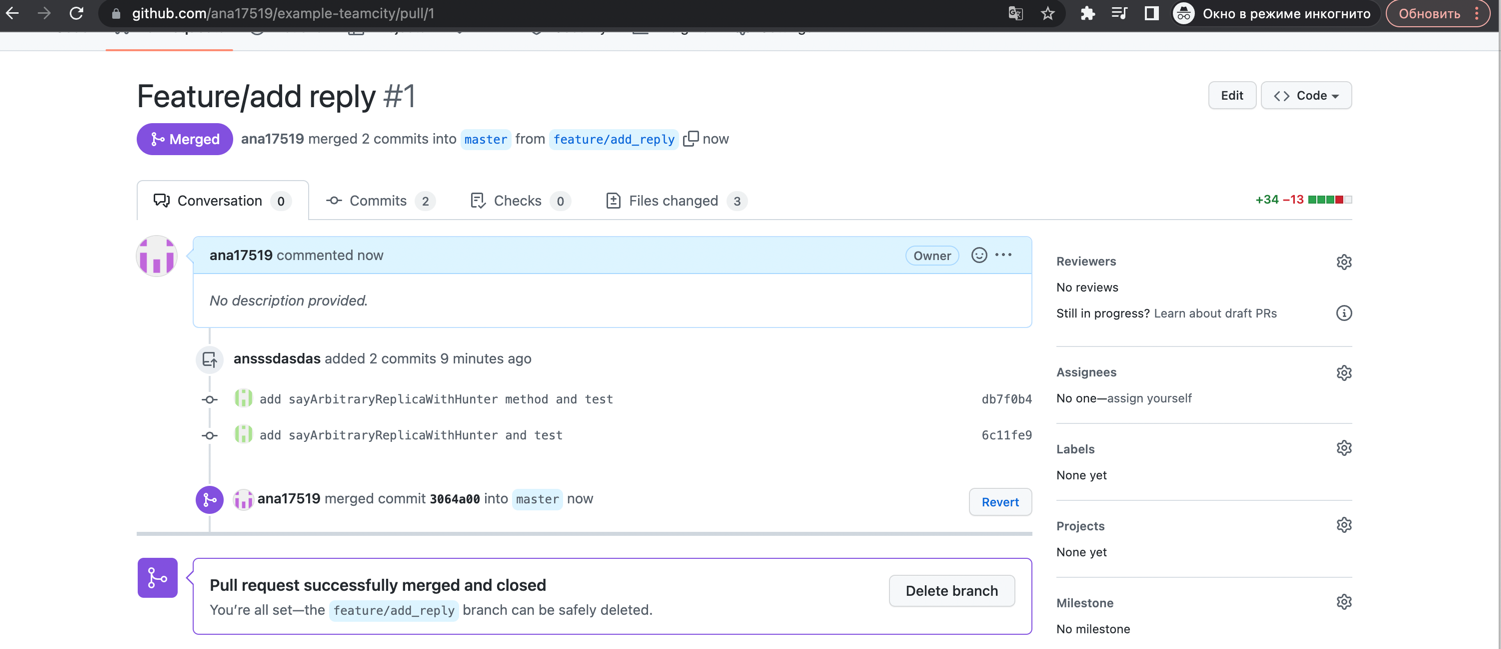 github.com/ana17519/example-teamcity/pull/1
Окно в режиме инкогнито
Обновить
Feature/add reply #1
Edit
Code
Merged ana17519 merged 2 commits into master from feature/add_reply now
Conversation 0
Commits 2
Checks 0
Files changed 3
+34 −13
ana17519 commented now
Owner
No description provided.
ansssdasdas added 2 commits 9 minutes ago
add sayArbitraryReplicaWithHunter method and test db7f0b4
add sayArbitraryReplicaWithHunter and test 6c11fe9
ana17519 merged commit 3064a00 into master now
Revert
Pull request successfully merged and closed
You’re all set—the feature/add_reply branch can be safely deleted.
Delete branch
Reviewers
No reviews
Still in progress? Learn about draft PRs
Assignees
No one—assign yourself
Labels
None yet
Projects
None yet
Milestone
No milestone